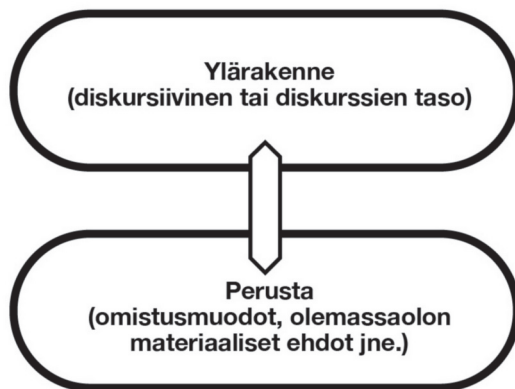 Ylärakenne
(diskursiivinen tai diskurssien taso)
Perusta
(omistusmuodot, olemassaolon
materiaaliset ehdot jne.)